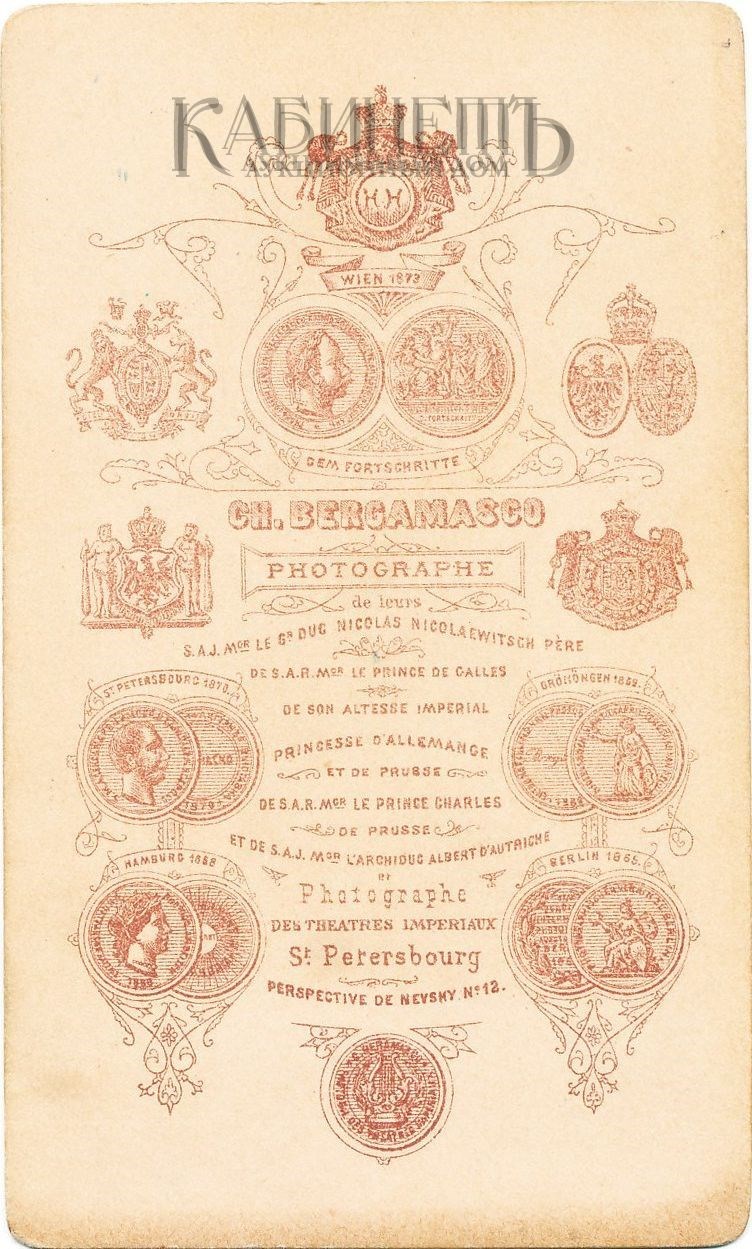 КАБИНЕТЪ
АУКЦИОННЫЙ ДОМ
H H
WIEN 1873
DEM FORTSCHRITTE
CH. BERGAMASCO
PHOTOGRAPHE
de leurs
S.A.J. MGR LE GR DUC NICOLAS NICOLAEWITSCH PÈRE
DE S.A.R. MGR LE PRINCE DE GALLES
ST PETERSBOURG 1870.
GRÖNINGEN 1869.
DE SON ALTESSE IMPERIAL
PRINCESSE D'ALLEMANGE
ET DE PRUSSE
DE S.A.R. MGR LE PRINCE CHARLES
DE PRUSSE
ET DE S.A.J. MGR L'ARCHIDUC ALBERT D'AUTRICHE
HAMBURG 1868
BERLIN 1865.
ET
Photographe
DES THEATRES IMPERIAUX
St Petersbourg
PERSPECTIVE DE NEVSKY. No 12.